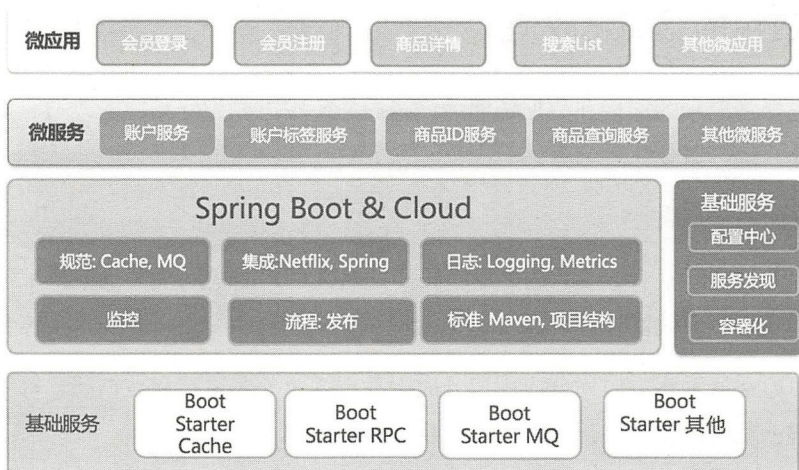 微应用 会员登录 会员注册 商品详情 搜索List 其他微应用
微服务 账户服务 账户标签服务 商品ID服务 商品查询服务 其他微服务
Spring Boot & Cloud
规范: Cache, MQ 集成:Netflix, Spring 日志: Logging, Metrics
监控 流程: 发布 标准: Maven, 项目结构
基础服务
配置中心
服务发现
容器化
基础服务
Boot
Starter
Cache
Boot
Starter RPC
Boot
Starter MQ
Boot
Starter 其他